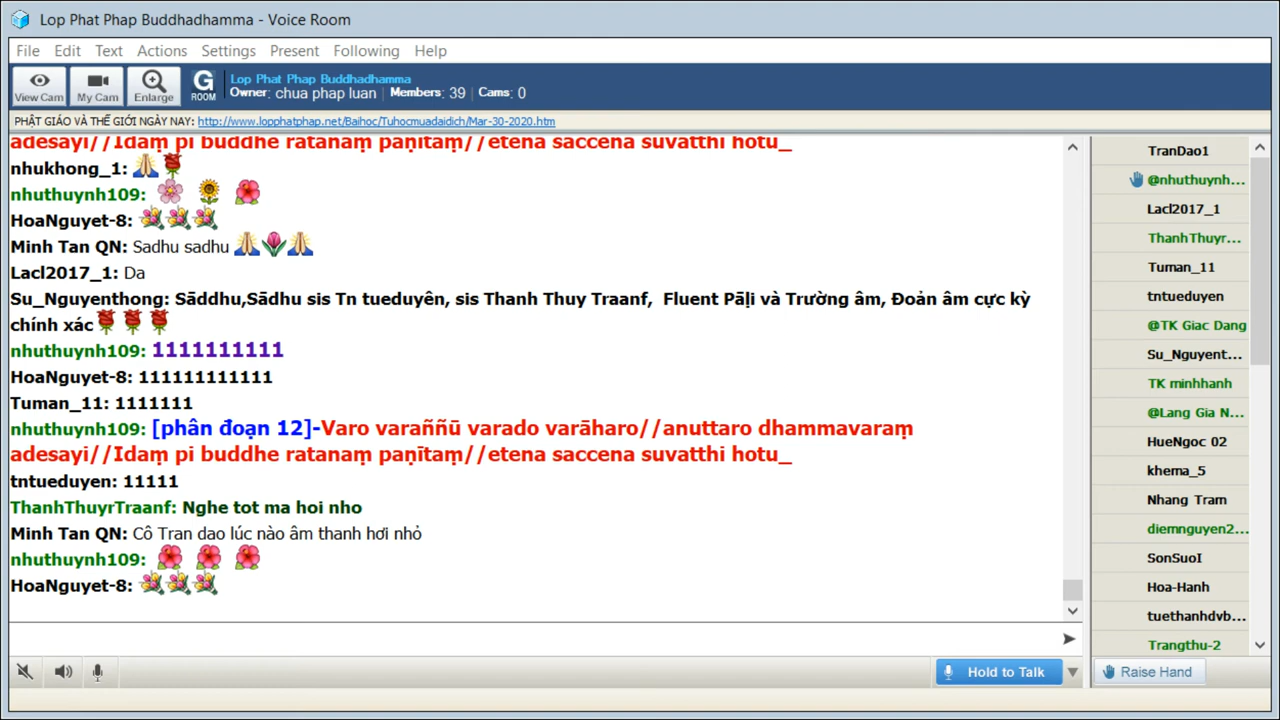 Lop Phat Phap Buddhadhamma - Voice Room
File Edit Text Actions Settings Present Following Help
View Cam My Cam Enlarge G ROOM
Lop Phat Phap Buddhadhamma
Owner: chua phap luan Members: 39 Cams: 0
PHẬT GIÁO VÀ THẾ GIỚI NGÀY NAY: http://www.lopphatphap.net/Baihoc/Tuhocmuadaidich/Mar-30-2020.htm
adesayi//Idaṃ pi buddhe ratanaṃ paṇītaṃ//etena saccena suvatthi hotu_
nhukhong_1:
nhuthuynh109:
HoaNguyet-8:
Minh Tan QN: Sadhu sadhu
Lacl2017_1: Da
Su_Nguyenthong: Sāddhu,Sādhu sis Tn tueduyên, sis Thanh Thuy Traanf, Fluent Pāḷi và Trường âm, Đoản âm cực kỳ
chính xác
nhuthuynh109: 1111111111
HoaNguyet-8: 111111111111
Tuman_11: 1111111
nhuthuynh109: [phân đoạn 12]-Varo varaññū varado varāharo//anuttaro dhammavaraṃ
adesayi//Idaṃ pi buddhe ratanaṃ paṇītaṃ//etena saccena suvatthi hotu_
tntueduyen: 11111
ThanhThuyrTraanf: Nghe tot ma hoi nho
Minh Tan QN: Cô Tran dao lúc nào âm thanh hơi nhỏ
nhuthuynh109:
HoaNguyet-8:
TranDao1
@nhuthuynh...
Lacl2017_1
ThanhThuyr...
Tuman_11
tntueduyen
@TK Giac Dang
Su_Nguyent...
TK minhhanh
@Lang Gia N...
HueNgoc 02
khema_5
Nhang Tram
diemnguyen2...
SonSuoI
Hoa-Hanh
tuethanhdvb...
Trangthu-2
Hold to Talk
Raise Hand